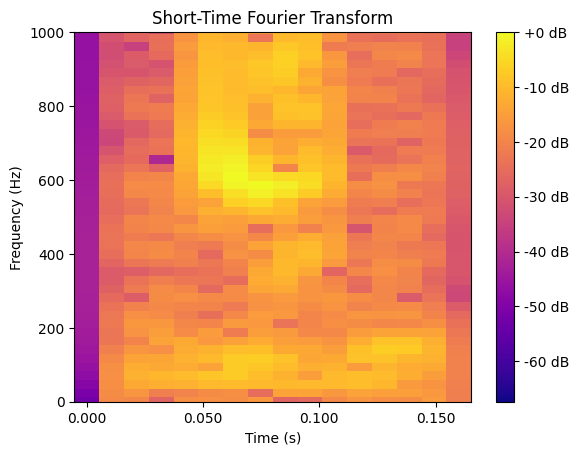 Short-Time Fourier Transform
1000
800
600
400
200
0
Frequency (Hz)
0.000
0.050
0.100
0.150
Time (s)
+0 dB
-10 dB
-20 dB
-30 dB
-40 dB
-50 dB
-60 dB